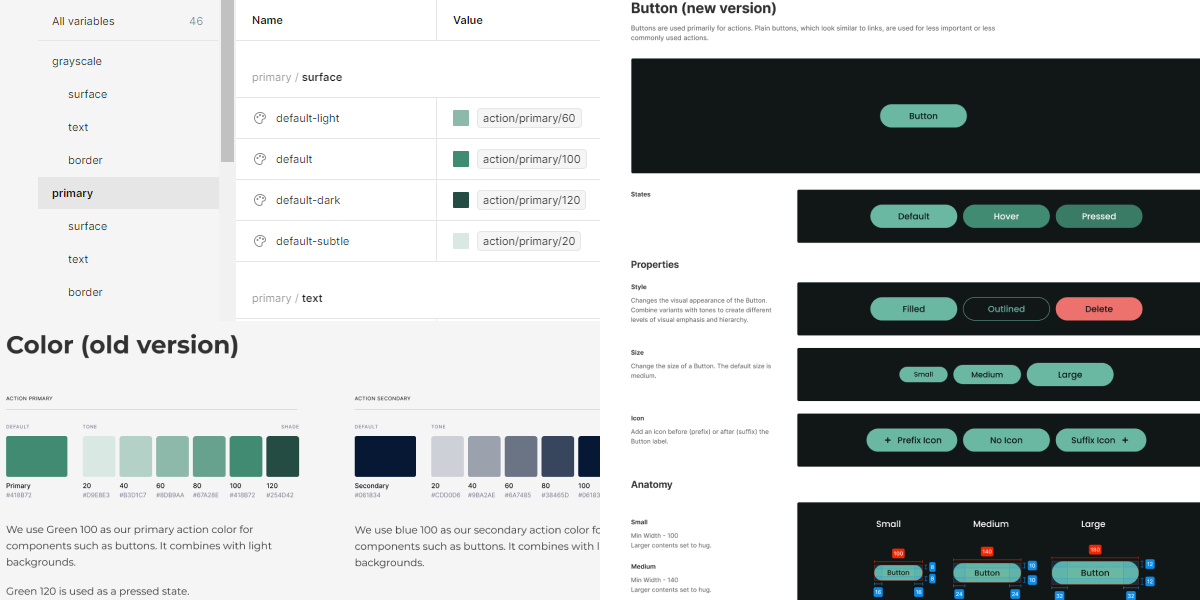 All variables 46
grayscale
surface
text
border
primary
surface
text
border
Name Value
primary / surface
default-light action/primary/60
default action/primary/100
default-dark action/primary/120
default-subtle action/primary/20
primary / text
Color (old version)
ACTION PRIMARY
DEFAULT TONE SHADE
Primary 20 40 60 80 100 120
#418B72 #D9E8E3 #B3D1C7 #8DB9AA #67A28E #418B72 #254D42
We use Green 100 as our primary action color for
components such as buttons. It combines with light
backgrounds.
Green 120 is used as a pressed state.
ACTION SECONDARY
DEFAULT TONE
Secondary 20 40 60 80 100
#061834 #CDD0D6 #9BA2AE #6A7485 #38465D
We use blue 100 as our secondary action color
components such as buttons. It combines with
backgrounds.
Button (new version)
Buttons are used primarily for actions. Plain buttons, which look similar to links, are used for less important or less
commonly used actions.
Button
States
Default Hover Pressed
Properties
Style
Changes the visual appearance of the Button.
Combine variants with tones to create different
levels of visual emphasis and hierarchy.
Filled Outlined Delete
Size
Change the size of a Button. The default size is
medium.
Small Medium Large
Icon
Add an icon before (prefix) or after (suffix) the
Button label.
+ Prefix Icon No Icon Suffix Icon +
Anatomy
Small
Min Width - 100
Larger contents set to hug.
Medium
Min Width - 140
Larger contents set to hug.
Small Medium Large
100 140 180
Button 8 8 Button 10 10 Button 12 12
16 16 24 24 32 32